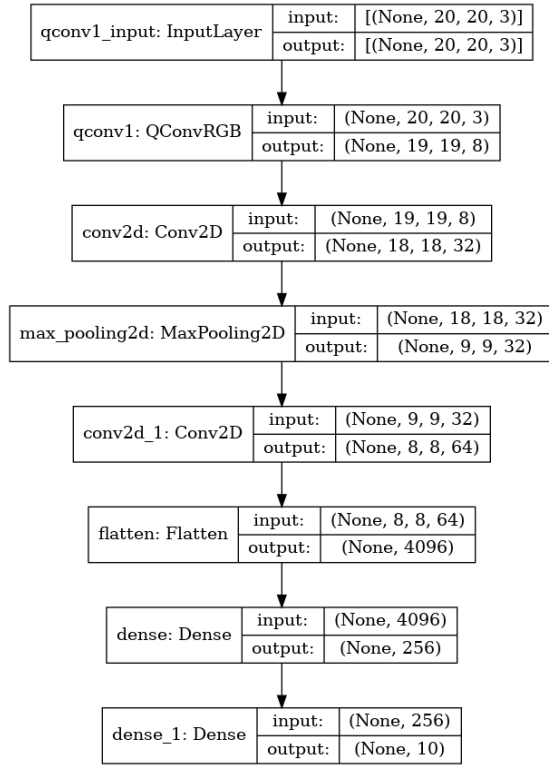 qconv1_input: InputLayer
input: [(None, 20, 20, 3)]
output: [(None, 20, 20, 3)]
qconv1: QConvRGB
input: (None, 20, 20, 3)
output: (None, 19, 19, 8)
conv2d: Conv2D
input: (None, 19, 19, 8)
output: (None, 18, 18, 32)
max_pooling2d: MaxPooling2D
input: (None, 18, 18, 32)
output: (None, 9, 9, 32)
conv2d_1: Conv2D
input: (None, 9, 9, 32)
output: (None, 8, 8, 64)
flatten: Flatten
input: (None, 8, 8, 64)
output: (None, 4096)
dense: Dense
input: (None, 4096)
output: (None, 256)
dense_1: Dense
input: (None, 256)
output: (None, 10)